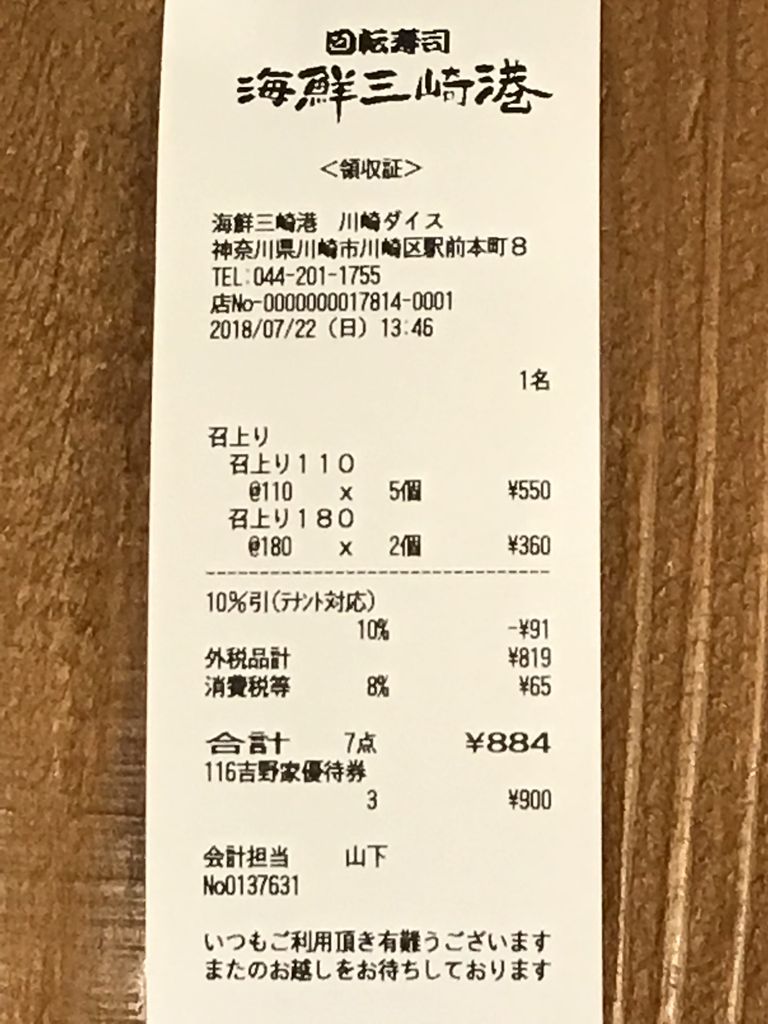 回転寿司
海鮮三崎港
＜領収証＞
海鮮三崎港　川崎ダイス
神奈川県川崎市川崎区駅前本町８
TEL:044-201-1755
店No-0000000017814-0001
2018/07/22（日）13:46
1名
召上り
召上り１１０
@110　x　5個　¥550
召上り１８０
@180　x　2個　¥360
10%引(ﾃﾅﾝﾄ対応)
10%　-¥91
外税品計　¥819
消費税等　8%　¥65
合計　7点　¥884
116吉野家優待券
3　¥900
会計担当　山下
No0137631
いつもご利用頂き有難うございます
またのお越しをお待ちしております